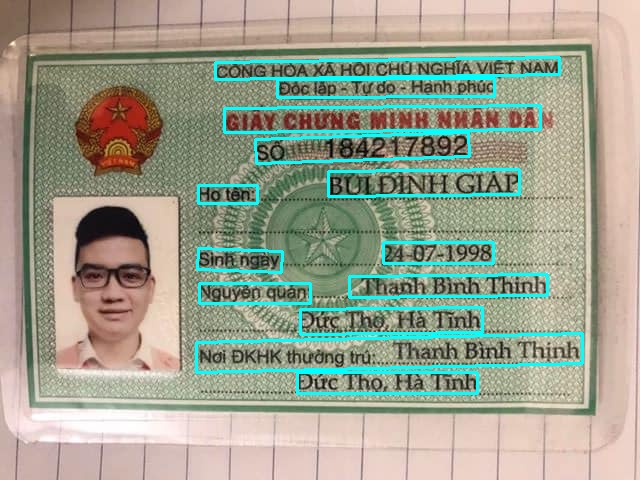 CỘNG HÒA XÃ HỘI CHỦ NGHĨA VIỆT NAM
Độc lập - Tự do - Hạnh phúc
GIẤY CHỨNG MINH NHÂN DÂN
SỐ 184217892
Họ tên: BÙI ĐÌNH GIÁP
Sinh ngày 24-07-1998
Nguyên quán Thanh Bình Thịnh
Đức Thọ, Hà Tĩnh
Nơi ĐKHK thường trú: Thanh Bình Thịnh
Đức Thọ, Hà Tĩnh
VIỆT NAM